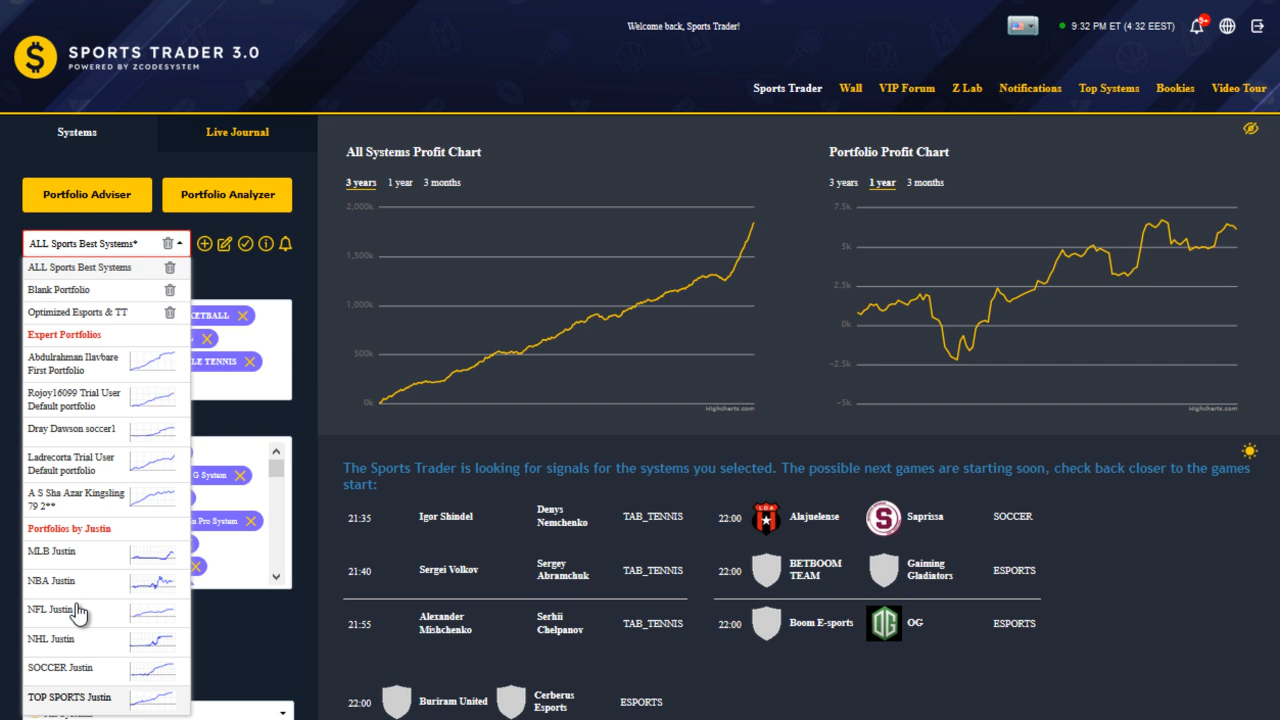 Welcome back, Sports Trader!
9+
9:32 PM ET (4:32 EEST)
$
SPORTS TRADER 3.0
POWERED BY ZCODESYSTEM
Sports Trader Wall VIP Forum Z Lab Notifications Top Systems Bookies Video Tour
Systems Live Journal
Portfolio Adviser Portfolio Analyzer
ALL Sports Best Systems*
ALL Sports Best Systems
Blank Portfolio
Optimized Esports & TT
Expert Portfolios
Abdulrahman Ilavbare
First Portfolio
Rojoy16099 Trial User
Default portfolio
Dray Dawson soccer1
Ladrecorta Trial User
Default portfolio
A S Sha Azar Kingsling
79 2**
Portfolios by Justin
MLB Justin
NBA Justin
NFL Justin
NHL Justin
SOCCER Justin
TOP SPORTS Justin
KETBALL
LE TENNIS
G System
n Pro System
All Systems Profit Chart
3 years 1 year 3 months
2,000k
1,500k
1,000k
500k
0k
Highcharts.com
Portfolio Profit Chart
3 years 1 year 3 months
7.5k
5k
2.5k
0k
−2.5k
−5k
Highcharts.com
The Sports Trader is looking for signals for the systems you selected. The possible next games are starting soon, check back closer to the games
start:
21:35 Igor Shindel Denys Nemchenko TAB_TENNIS
22:00 Alajuelense Saprissa SOCCER
21:40 Sergei Volkov Sergey Abramchuk TAB_TENNIS
22:00 BETBOOM TEAM Gaiming Gladiators ESPORTS
21:55 Alexander Mishchenko Serhii Chelpanov TAB_TENNIS
22:00 Boom E-sports OG OG ESPORTS
22:00 Buriram United Cerberus Esports ESPORTS